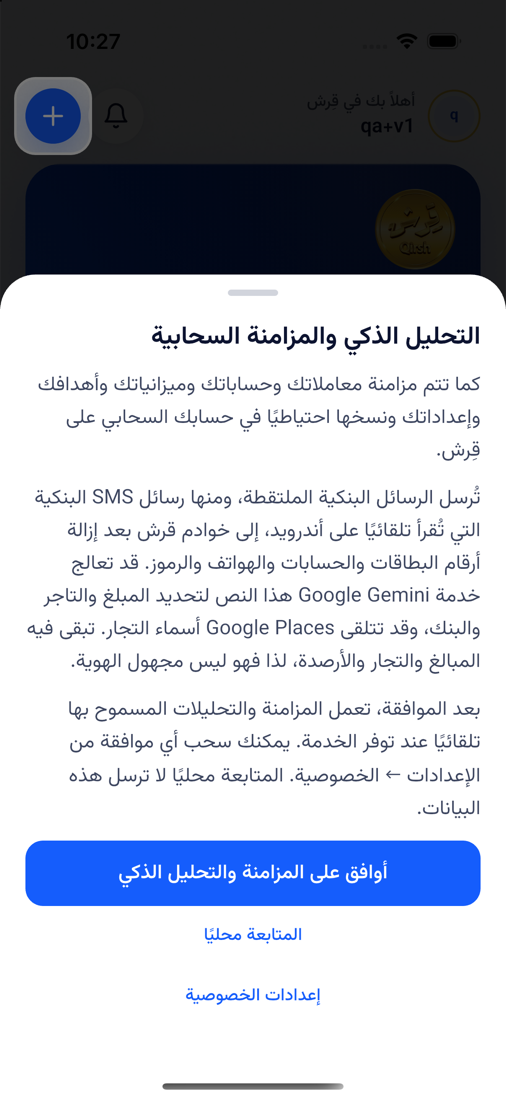 10:27
أهلاً بك في قِرش
qa+v1
q
قِرش
Qirsh
التحليل الذكي والمزامنة السحابية
كما تتم مزامنة معاملاتك وحساباتك وميزانياتك وأهدافك
وإعداداتك ونسخها احتياطيًا في حسابك السحابي على
قِرش.
تُرسل الرسائل البنكية الملتقطة، ومنها رسائل SMS البنكية
التي تُقرأ تلقائيًا على أندرويد، إلى خوادم قرش بعد إزالة
أرقام البطاقات والحسابات والهواتف والرموز. قد تعالج
خدمة Google Gemini هذا النص لتحديد المبلغ والتاجر
والبنك، وقد تتلقى Google Places أسماء التجار. تبقى فيه
المبالغ والتجار والأرصدة، لذا فهو ليس مجهول الهوية.
بعد الموافقة، تعمل المزامنة والتحليلات المسموح بها
تلقائيًا عند توفر الخدمة. يمكنك سحب أي موافقة من
الإعدادات ← الخصوصية. المتابعة محليًا لا ترسل هذه
البيانات.
أوافق على المزامنة والتحليل الذكي
المتابعة محليًا
إعدادات الخصوصية